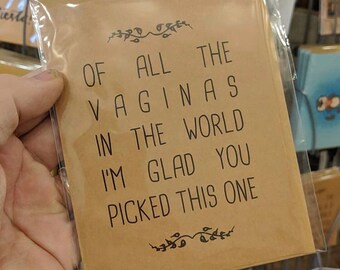 OF ALL THE
VAGINAS
IN THE WORLD
I'M GLAD YOU
PICKED THIS ONE